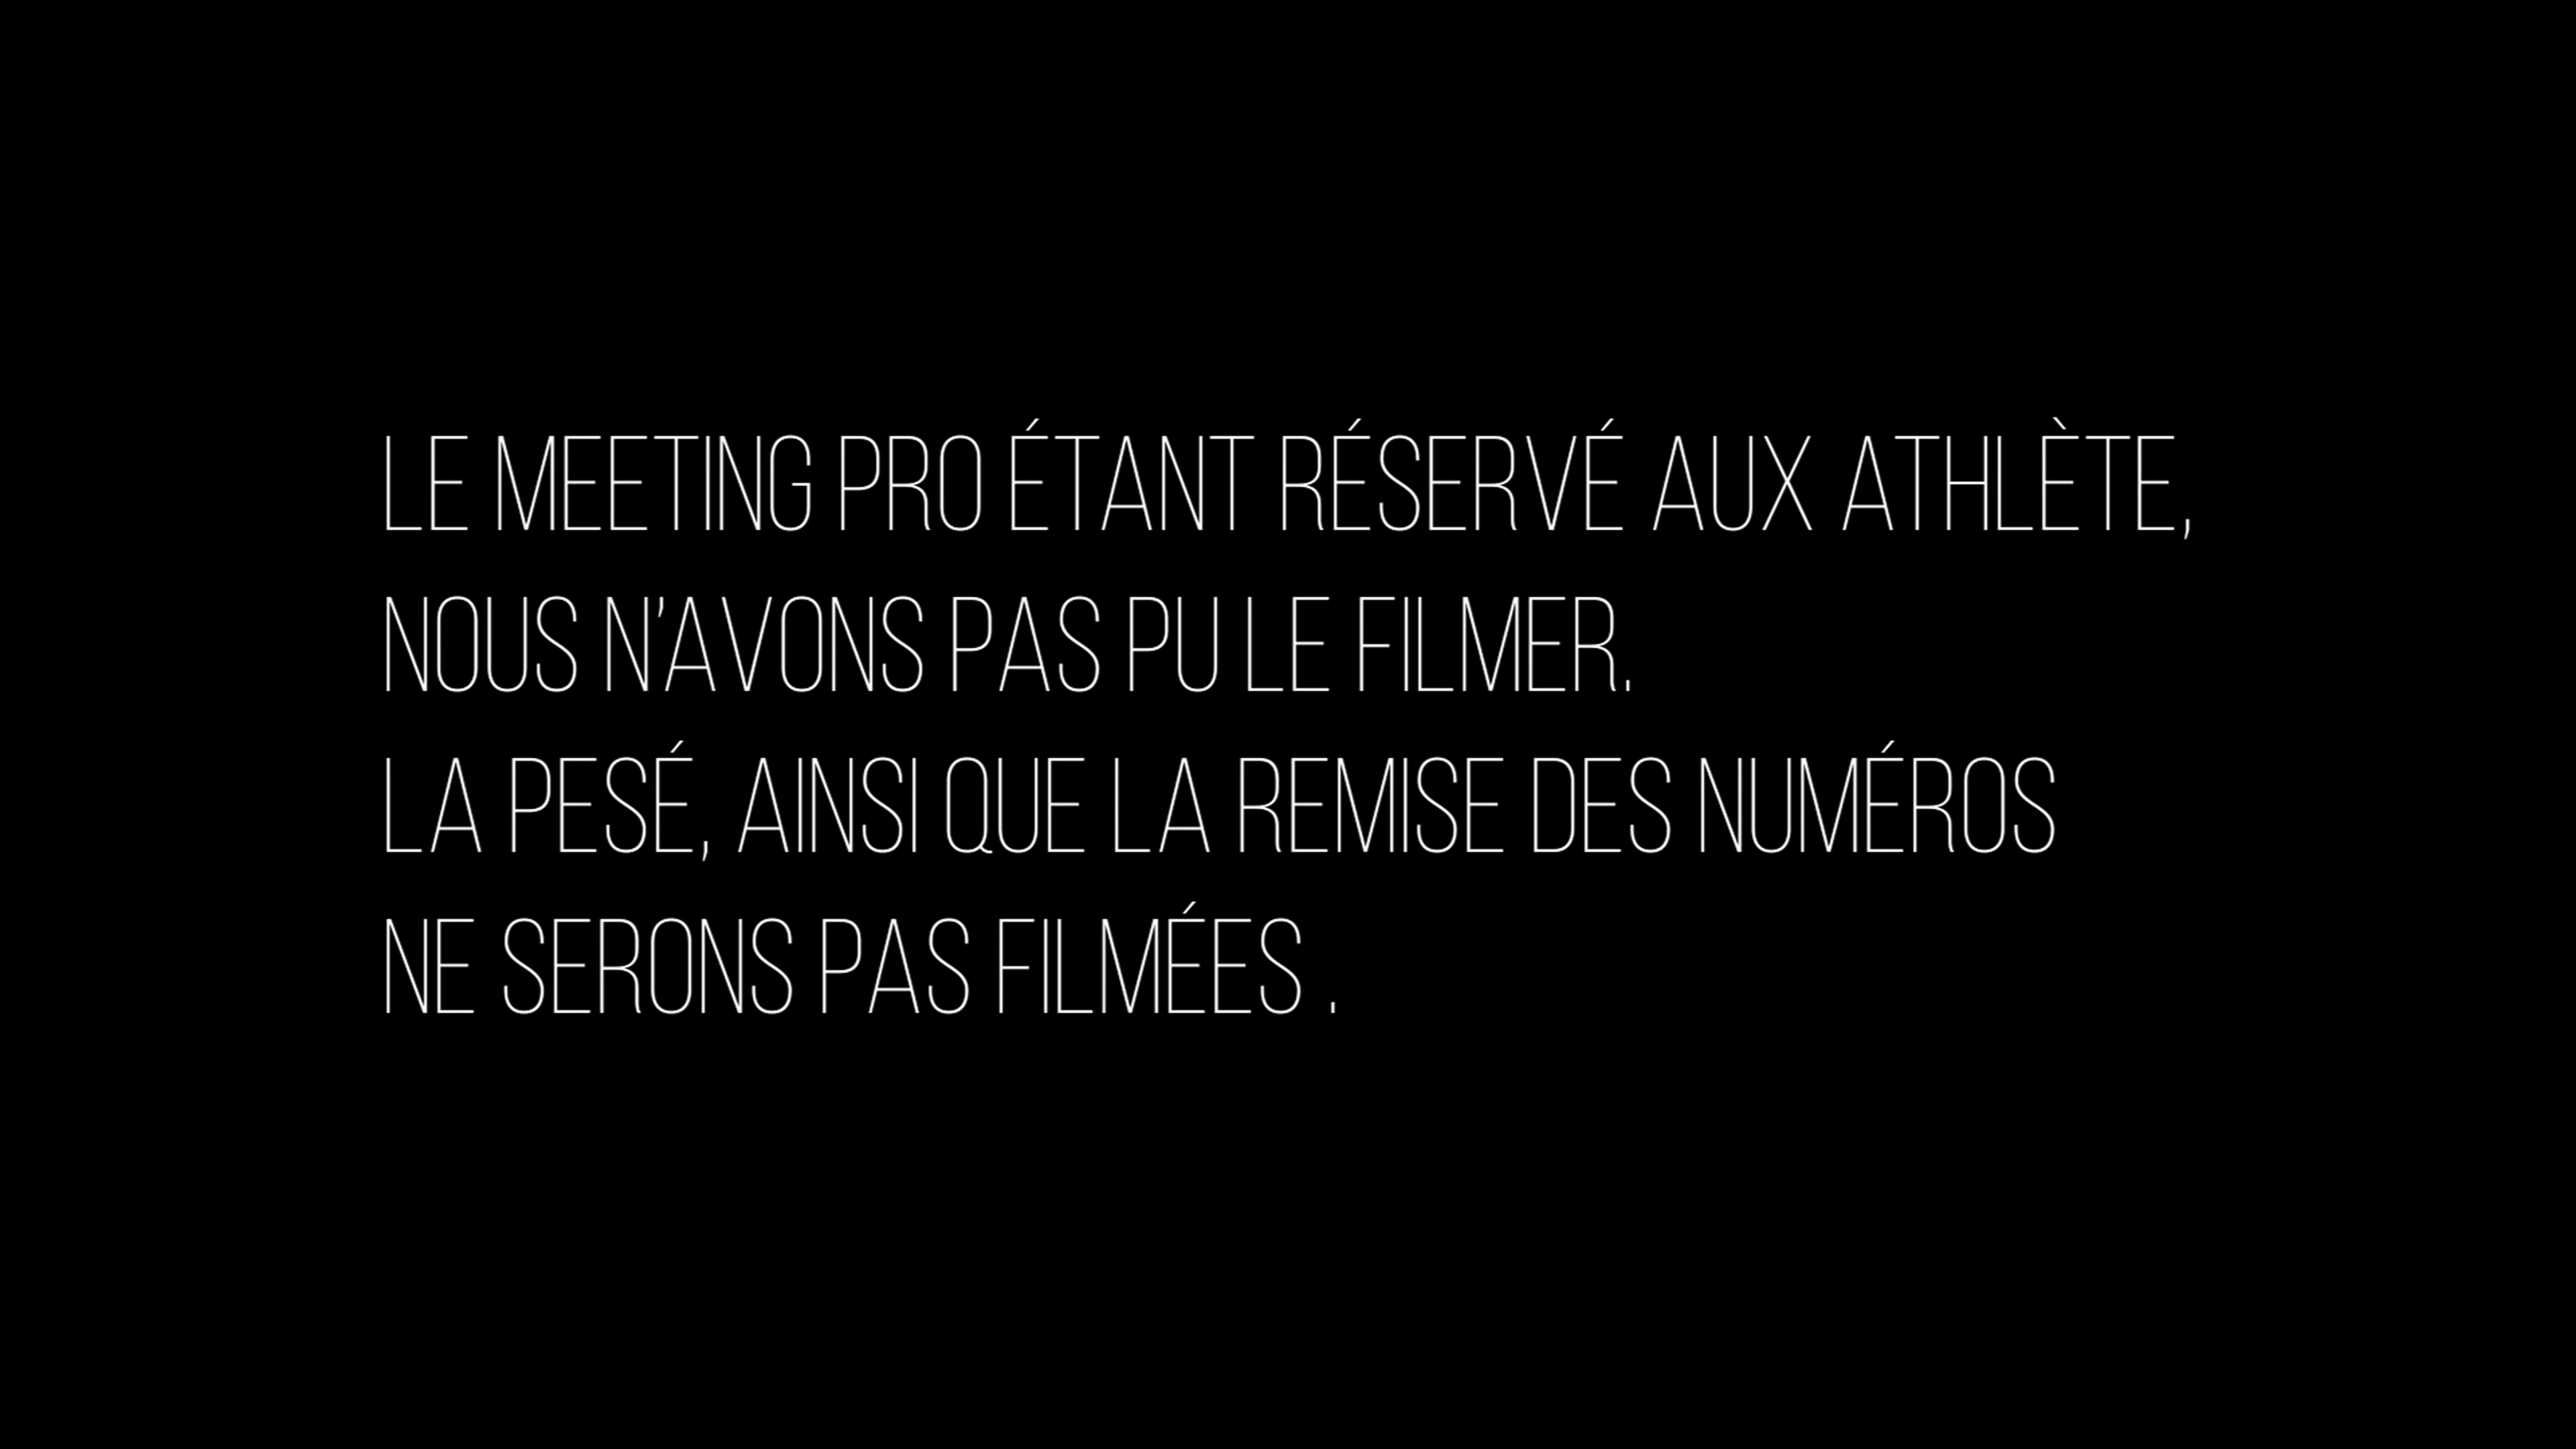 LE MEETING PRO ÉTANT RÉSERVÉ AUX ATHLÈTE,
NOUS N'AVONS PAS PU LE FILMER.
LA PESÉ, AINSI QUE LA REMISE DES NUMÉROS
NE SERONS PAS FILMÉES .